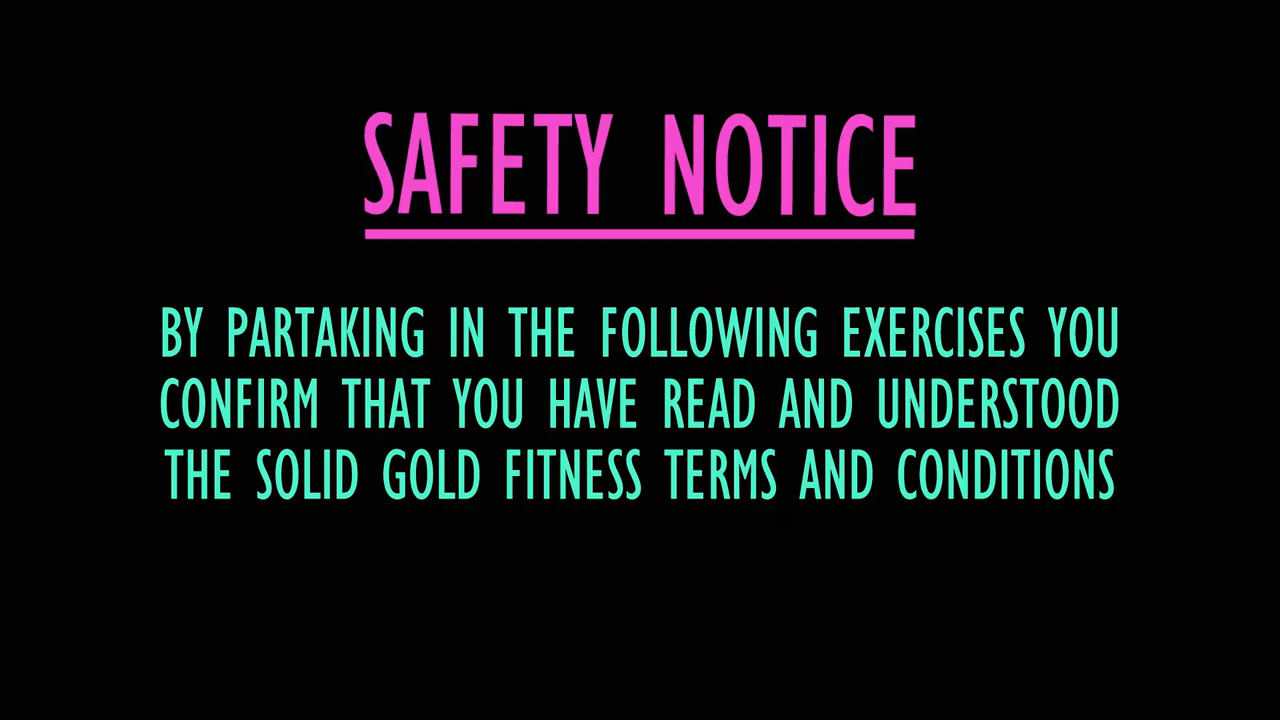 SAFETY NOTICE
BY PARTAKING IN THE FOLLOWING EXERCISES YOU
CONFIRM THAT YOU HAVE READ AND UNDERSTOOD
THE SOLID GOLD FITNESS TERMS AND CONDITIONS